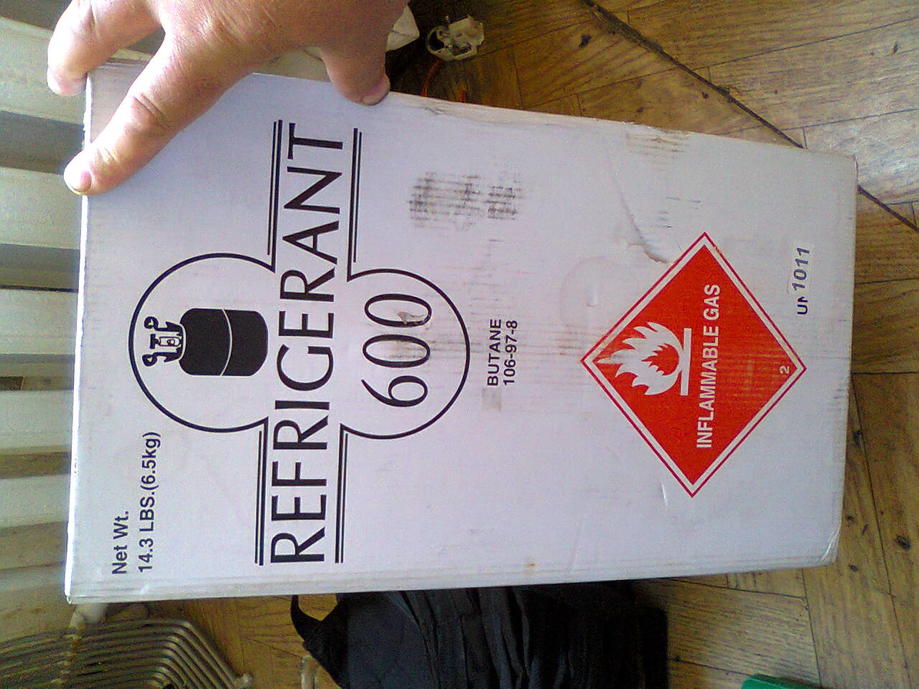 Net Wt.
14.3 LBS.(6.5kg)
REFRIGERANT
600
BUTANE
106-97-8
INFLAMMABLE GAS
2
UN 1011